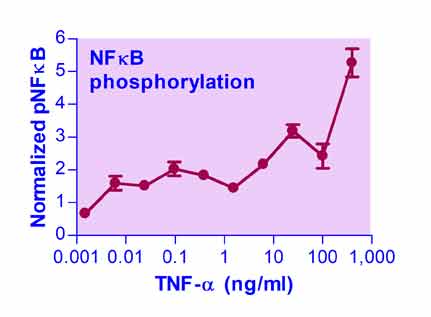 NFκB
phosphorylation
Normalized pNFκB
6
5
4
3
2
1
0
0.001 0.01 0.1 1 10 100 1,000
TNF-α (ng/ml)